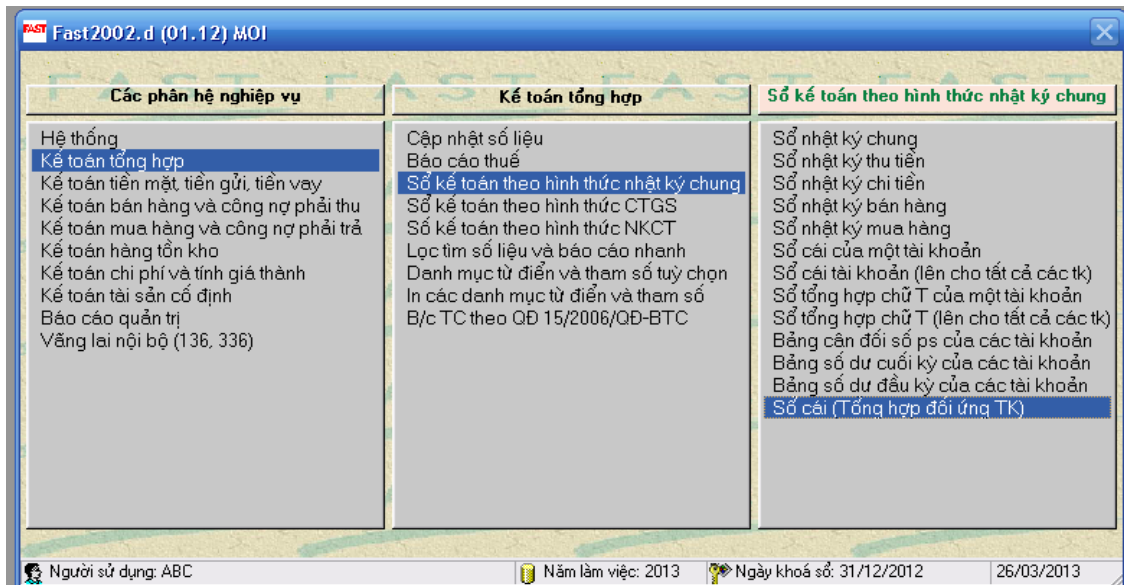 FAST Fast2002.d (01.12) MOI
Các phân hệ nghiệp vụ
Kế toán tổng hợp
Sổ kế toán theo hình thức nhật ký chung
Hệ thống
Kế toán tổng hợp
Kế toán tiền mặt, tiền gửi, tiền vay
Kế toán bán hàng và công nợ phải thu
Kế toán mua hàng và công nợ phải trả
Kế toán hàng tồn kho
Kế toán chi phí và tính giá thành
Kế toán tài sản cố định
Báo cáo quản trị
Vãng lai nội bộ (136, 336)
Cập nhật số liệu
Báo cáo thuế
Sổ kế toán theo hình thức nhật ký chung
Sổ kế toán theo hình thức CTGS
Số kế toán theo hình thức NKCT
Lọc tìm số liệu và báo cáo nhanh
Danh mục từ điển và tham số tuỳ chọn
In các danh mục từ điển và tham số
B/c TC theo QĐ 15/2006/QĐ-BTC
Sổ nhật ký chung
Sổ nhật ký thu tiền
Sổ nhật ký chi tiền
Sổ nhật ký bán hàng
Sổ nhật ký mua hàng
Sổ cái của một tài khoản
Sổ cái tài khoản (lên cho tất cả các tk)
Sổ tổng hợp chữ T của một tài khoản
Sổ tổng hợp chữ T (lên cho tất cả các tk)
Bảng cân đối số ps của các tài khoản
Bảng số dư cuối kỳ của các tài khoản
Bảng số dư đầu kỳ của các tài khoản
Sổ cái (Tổng hợp đối ứng TK)
Người sử dụng: ABC
Năm làm việc: 2013
Ngày khoá sổ: 31/12/2012
26/03/2013